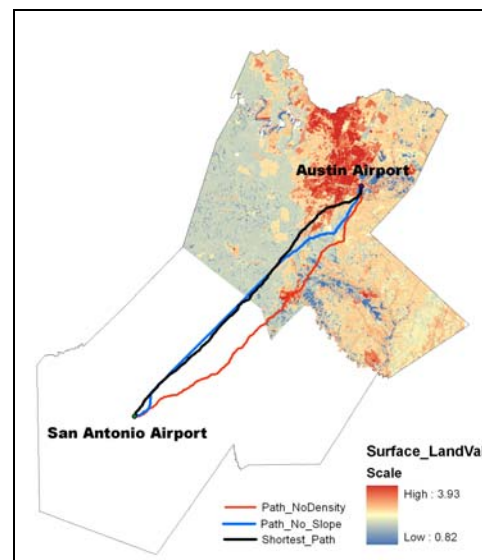 Austin Airport
San Antonio Airport
Surface_LandVal
Scale
High : 3.93
Low : 0.82
Path_NoDensity
Path_No_Slope
Shortest_Path